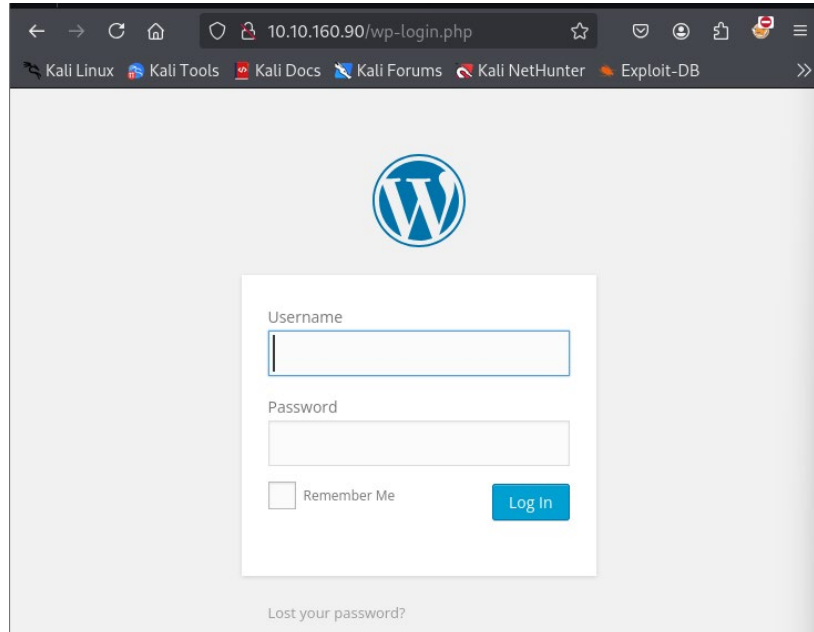 10.10.160.90/wp-login.php
Kali Linux Kali Tools Kali Docs Kali Forums Kali NetHunter Exploit-DB
W
Username
Password
Remember Me Log In
Lost your password?